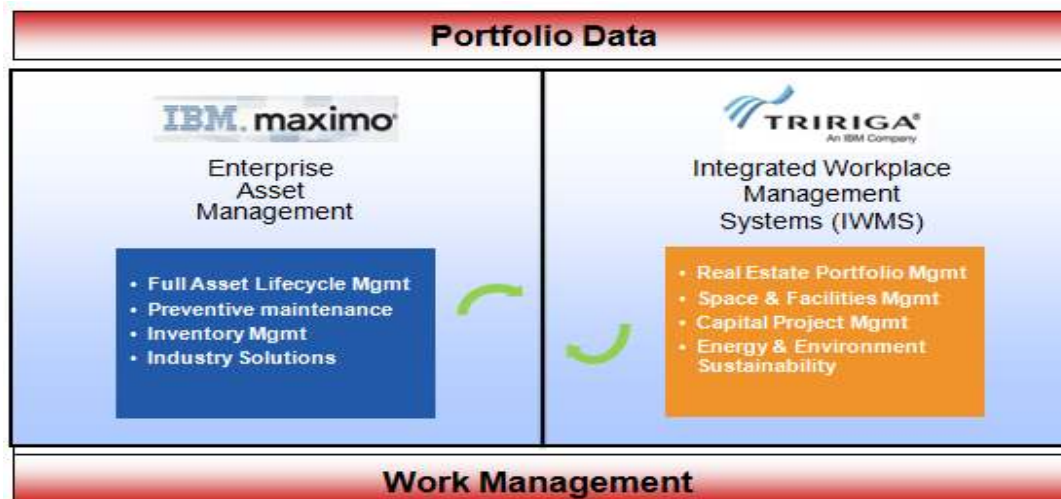 Portfolio Data
IBM. maximo
Enterprise
Asset
Management
• Full Asset Lifecycle Mgmt
• Preventive maintenance
• Inventory Mgmt
• Industry Solutions
TRIRIGA®
An IBM Company
Integrated Workplace
Management
Systems (IWMS)
• Real Estate Portfolio Mgmt
• Space & Facilities Mgmt
• Capital Project Mgmt
• Energy & Environment
Sustainability
Work Management